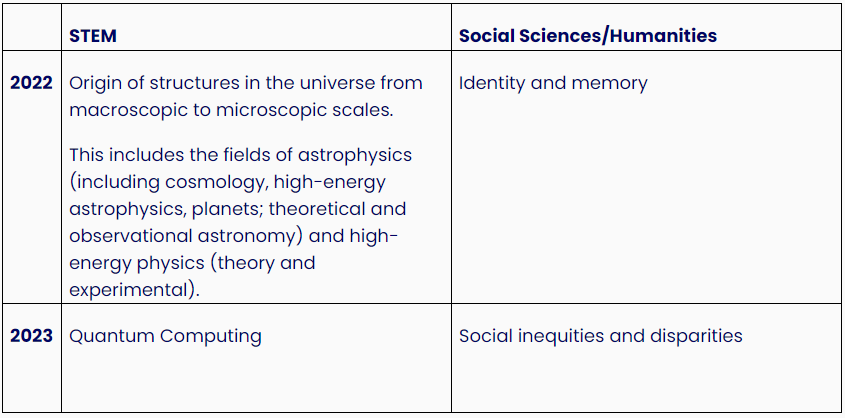 STEM
Social Sciences/Humanities
2022
Origin of structures in the universe from
macroscopic to microscopic scales.
This includes the fields of astrophysics
(including cosmology, high-energy
astrophysics, planets; theoretical and
observational astronomy) and high-
energy physics (theory and
experimental).
Identity and memory
2023
Quantum Computing
Social inequities and disparities